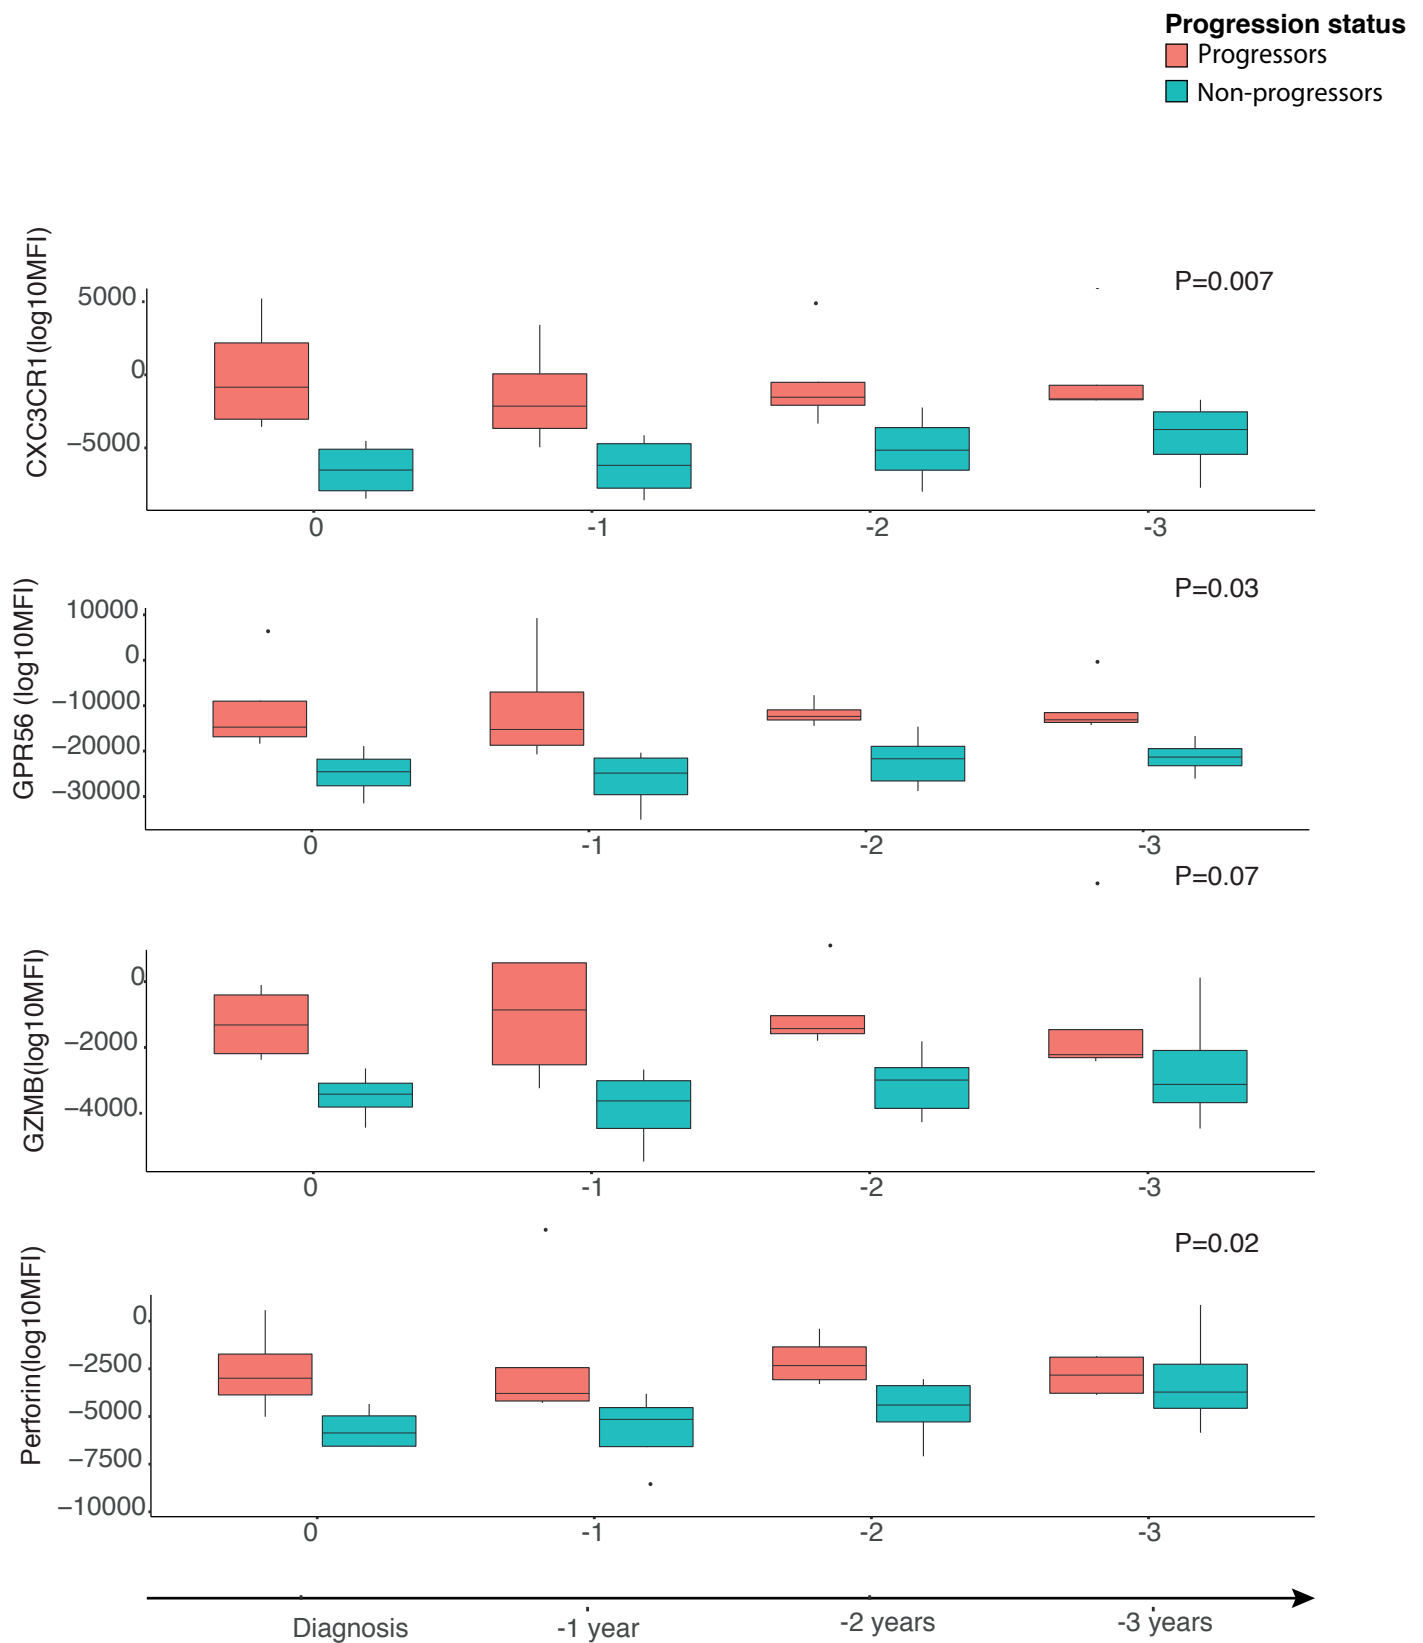 Progression status
Progressors
Non-progressors
CXC3CR1(log10MFI)
P=0.007
5000
0
−5000
0 -1 -2 -3
GPR56 (log10MFI)
P=0.03
10000
0
−10000
−20000
−30000
0 -1 -2 -3
GZMB(log10MFI)
P=0.07
0
−2000
−4000
0 -1 -2 -3
Perforin(log10MFI)
P=0.02
0
−2500
−5000
−7500
−10000
0 -1 -2 -3
Diagnosis -1 year -2 years -3 years